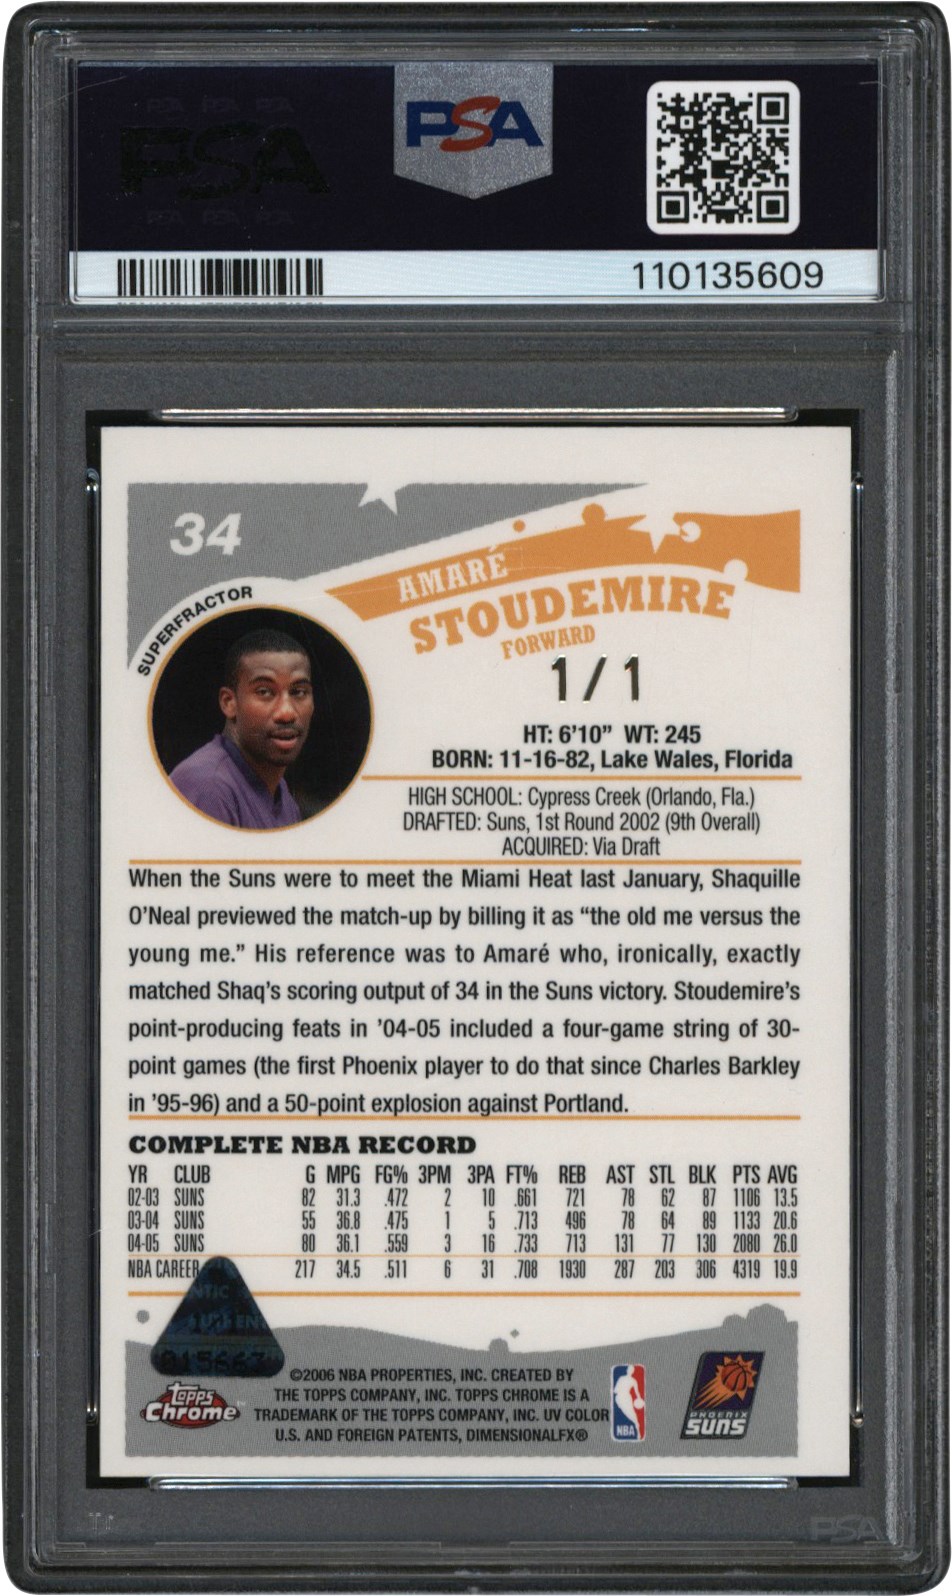 PSA
PSA
110135609
34
SUPERFRACTOR
AMARÉ
STOUDEMIRE
FORWARD
1/1
HT: 6'10" WT: 245
BORN: 11-16-82, Lake Wales, Florida
HIGH SCHOOL: Cypress Creek (Orlando, Fla.)
DRAFTED: Suns, 1st Round 2002 (9th Overall)
ACQUIRED: Via Draft
When the Suns were to meet the Miami Heat last January, Shaquille
O'Neal previewed the match-up by billing it as “the old me versus the
young me.” His reference was to Amaré who, ironically, exactly
matched Shaq's scoring output of 34 in the Suns victory. Stoudemire's
point-producing feats in '04-05 included a four-game string of 30-
point games (the first Phoenix player to do that since Charles Barkley
in '95-96) and a 50-point explosion against Portland.
COMPLETE NBA RECORD
YR CLUB G MPG FG% 3PM 3PA FT% REB AST STL BLK PTS AVG
02-03 SUNS 82 31.3 .472 2 10 .661 721 78 62 87 1106 13.5
03-04 SUNS 55 36.8 .475 1 5 .713 496 78 64 89 1133 20.6
04-05 SUNS 80 36.1 .559 3 16 .733 713 131 77 130 2080 26.0
NBA CAREER 217 34.5 .511 6 31 .708 1930 287 203 306 4319 19.9
©2006 NBA PROPERTIES, INC. CREATED BY
THE TOPPS COMPANY, INC. TOPPS CHROME IS A
TRADEMARK OF THE TOPPS COMPANY, INC. UV COLOR
U.S. AND FOREIGN PATENTS, DIMENSIONALFX®
Topps
Chrome
NBA
PHOENIX
SUNS
PSA